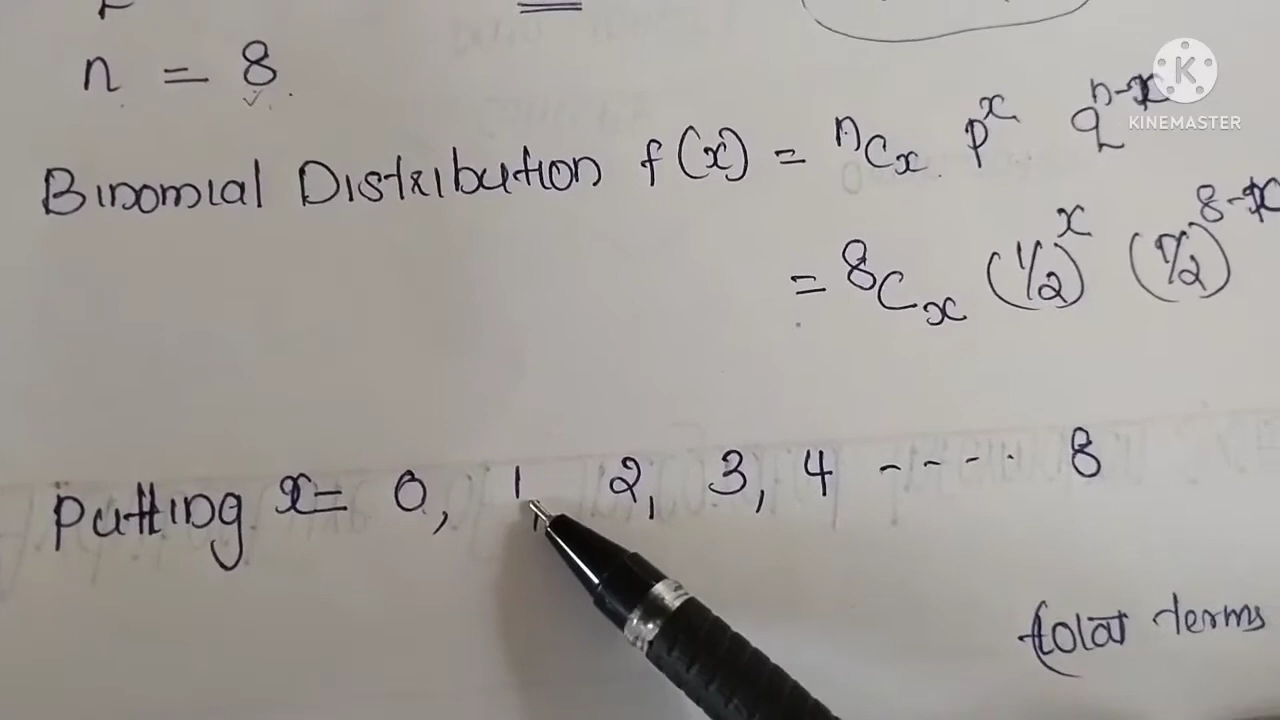 n = 8
KINEMASTER
Binomial Distribution f(x) = ⁿCₓ pˣ qⁿ⁻ˣ
= ⁸Cₓ (1/2)ˣ (1/2)⁸⁻ˣ
Putting x = 0, 1, 2, 3, 4 ----- 8
(total terms